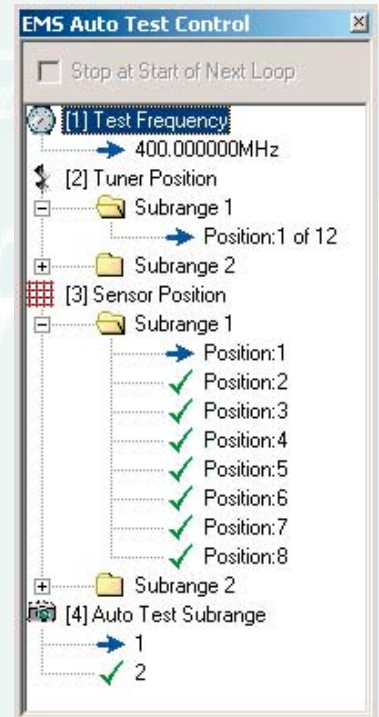 EMS Auto Test Control
Stop at Start of Next Loop
[1] Test Frequency
400.000000MHz
[2] Tuner Position
Subrange 1
Position:1 of 12
Subrange 2
[3] Sensor Position
Subrange 1
Position:1
Position:2
Position:3
Position:4
Position:5
Position:6
Position:7
Position:8
Subrange 2
[4] Auto Test Subrange
1
2